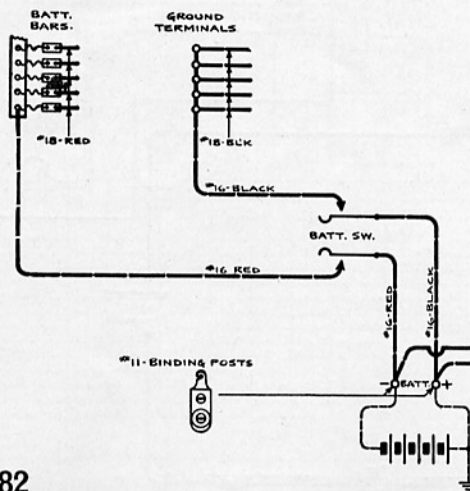 BATT.
BARS.
GROUND
TERMINALS
#18-RED
#18-BLK
#16-BLACK
BATT. SW.
#16 RED
#16-RED
#16-BLACK
#11-BINDING POSTS
- BATT. +
82